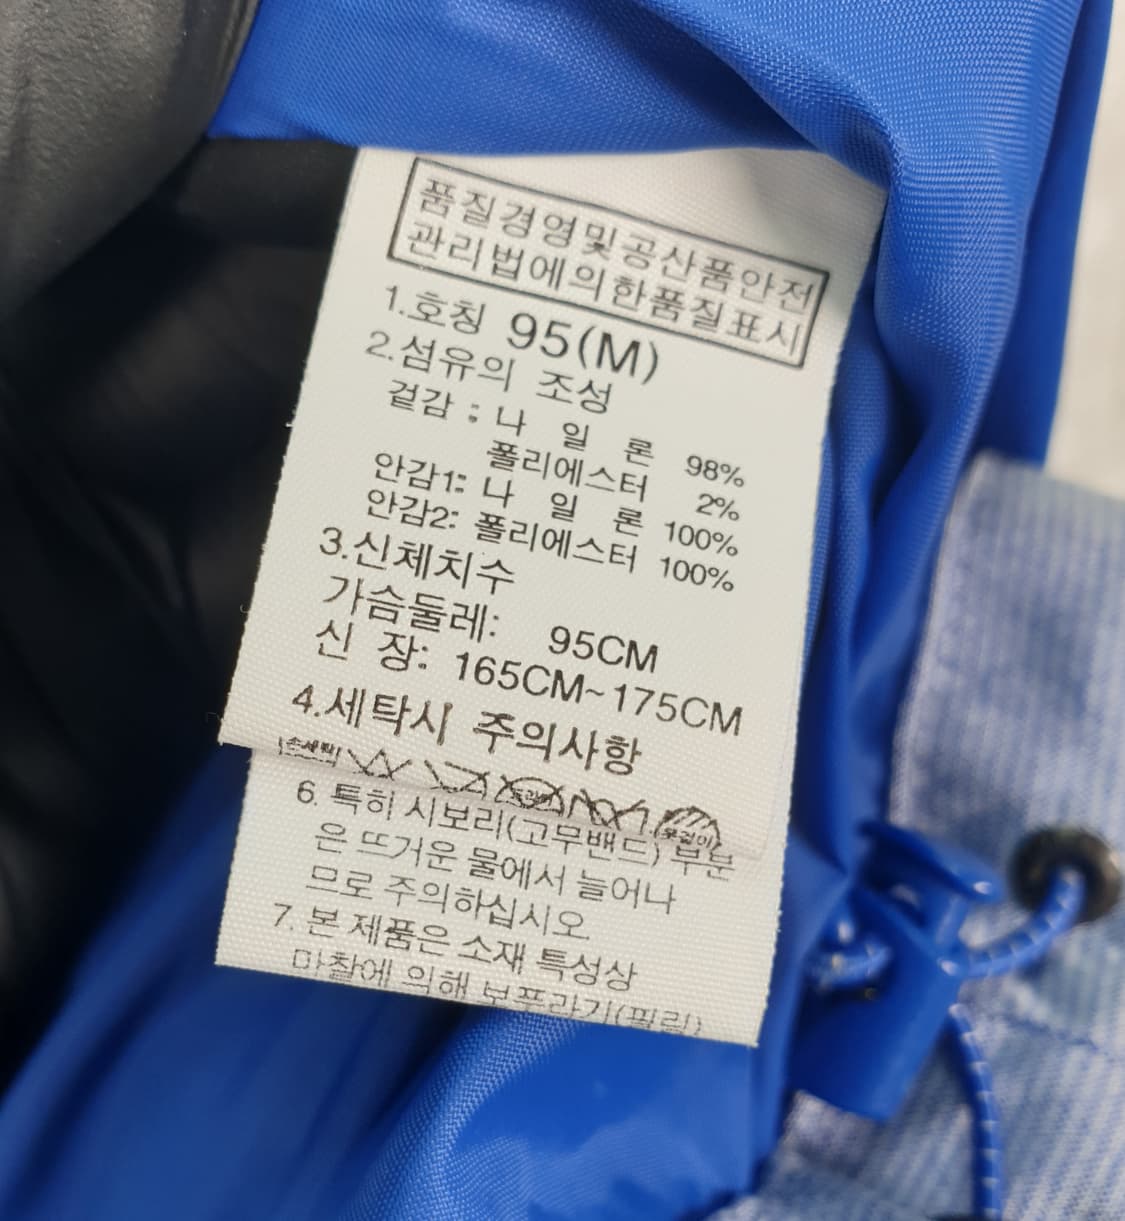 품질경영및공산품안전
관리법에의한품질표시
1.호칭 95(M)
2.섬유의 조성
겉감 : 나 일 론 98%
폴리에스터 2%
안감1: 나 일 론 100%
안감2: 폴리에스터 100%
3.신체치수
가슴둘레: 95CM
신 장: 165CM~175CM
4.세탁시 주의사항
손세탁
옷걸이
6. 특히 시보리(고무밴드) 부분
은 뜨거운 물에서 늘어나
므로 주의하십시오
7. 본 제품은 소재 특성상
마찰에 의해 보푸라기(필링)